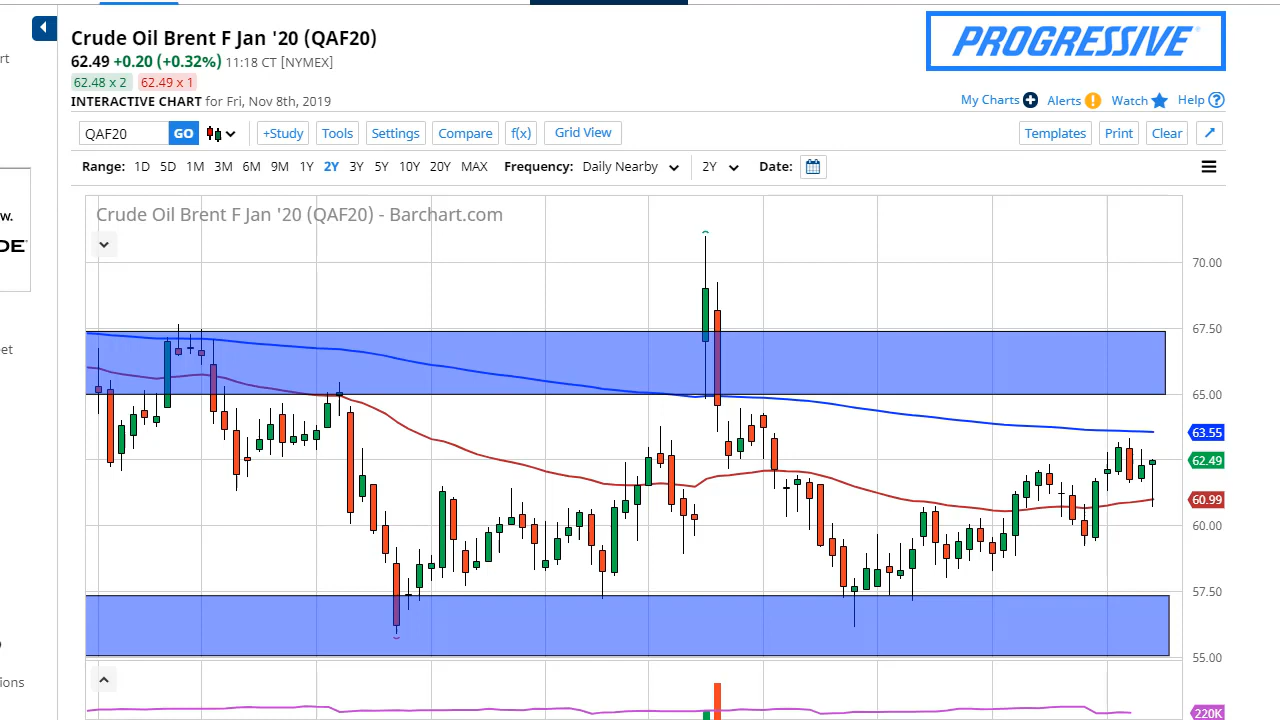 Crude Oil Brent F Jan '20 (QAF20)
62.49 +0.20 (+0.32%) 11:18 CT [NYMEX]
62.48 x 2 62.49 x 1
INTERACTIVE CHART for Fri, Nov 8th, 2019
PROGRESSIVE
My Charts Alerts Watch Help
QAF20 GO +Study Tools Settings Compare f(x) Grid View Templates Print Clear
Range: 1D 5D 1M 3M 6M 9M 1Y 2Y 3Y 5Y 10Y 20Y MAX Frequency: Daily Nearby 2Y Date:
Crude Oil Brent F Jan '20 (QAF20) - Barchart.com
70.00
67.50
65.00
63.55
62.49
60.99
60.00
57.50
55.00
220K
rt
w.
DE
et
ions